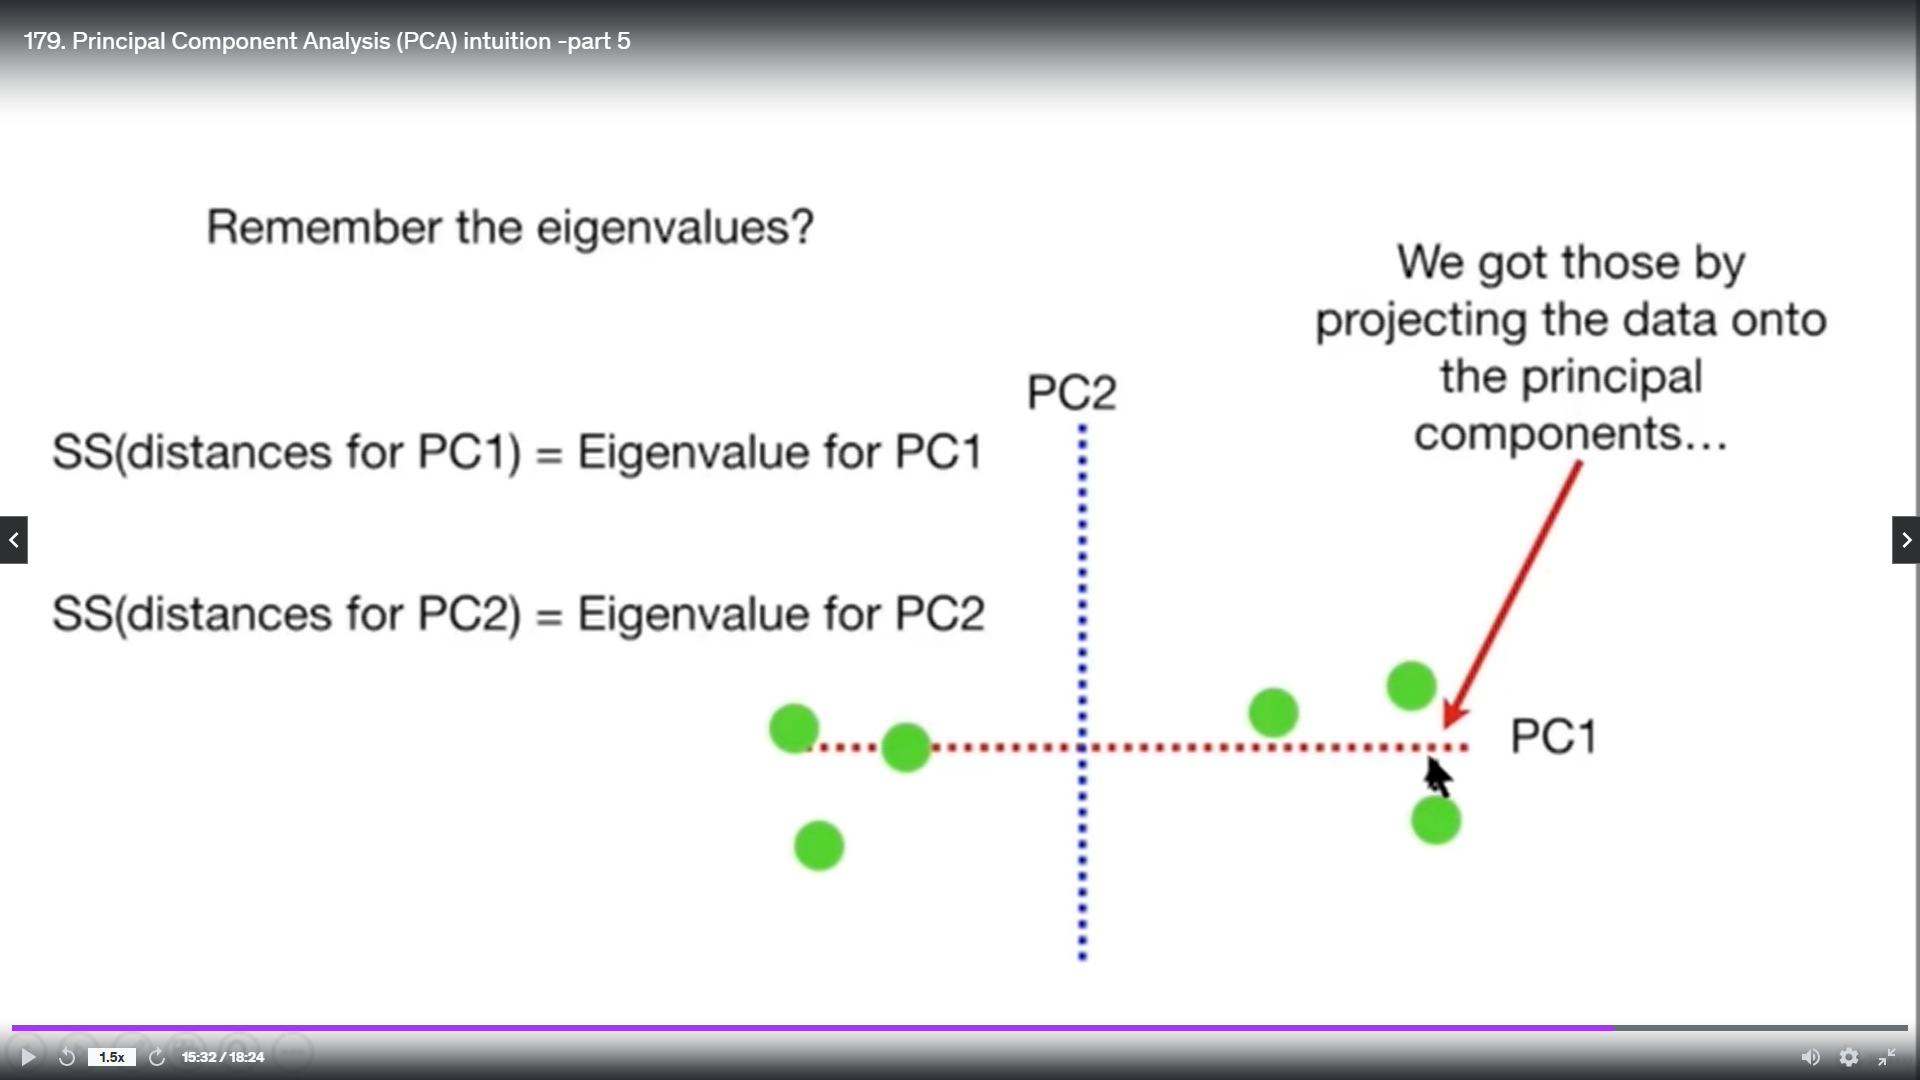 179. Principal Component Analysis (PCA) intuition -part 5
Remember the eigenvalues?
We got those by
projecting the data onto
the principal
components...
PC2
SS(distances for PC1) = Eigenvalue for PC1
SS(distances for PC2) = Eigenvalue for PC2
PC1
1.5x
15:32 / 18:24